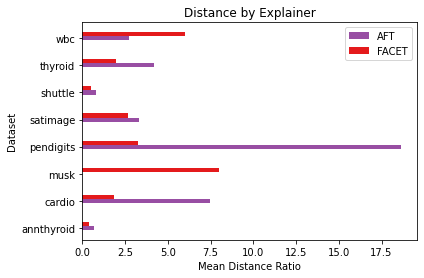 Distance by Explainer
AFT
FACET
Dataset
wbc
thyroid
shuttle
satimage
pendigits
musk
cardio
annthyroid
0.0 2.5 5.0 7.5 10.0 12.5 15.0 17.5
Mean Distance Ratio